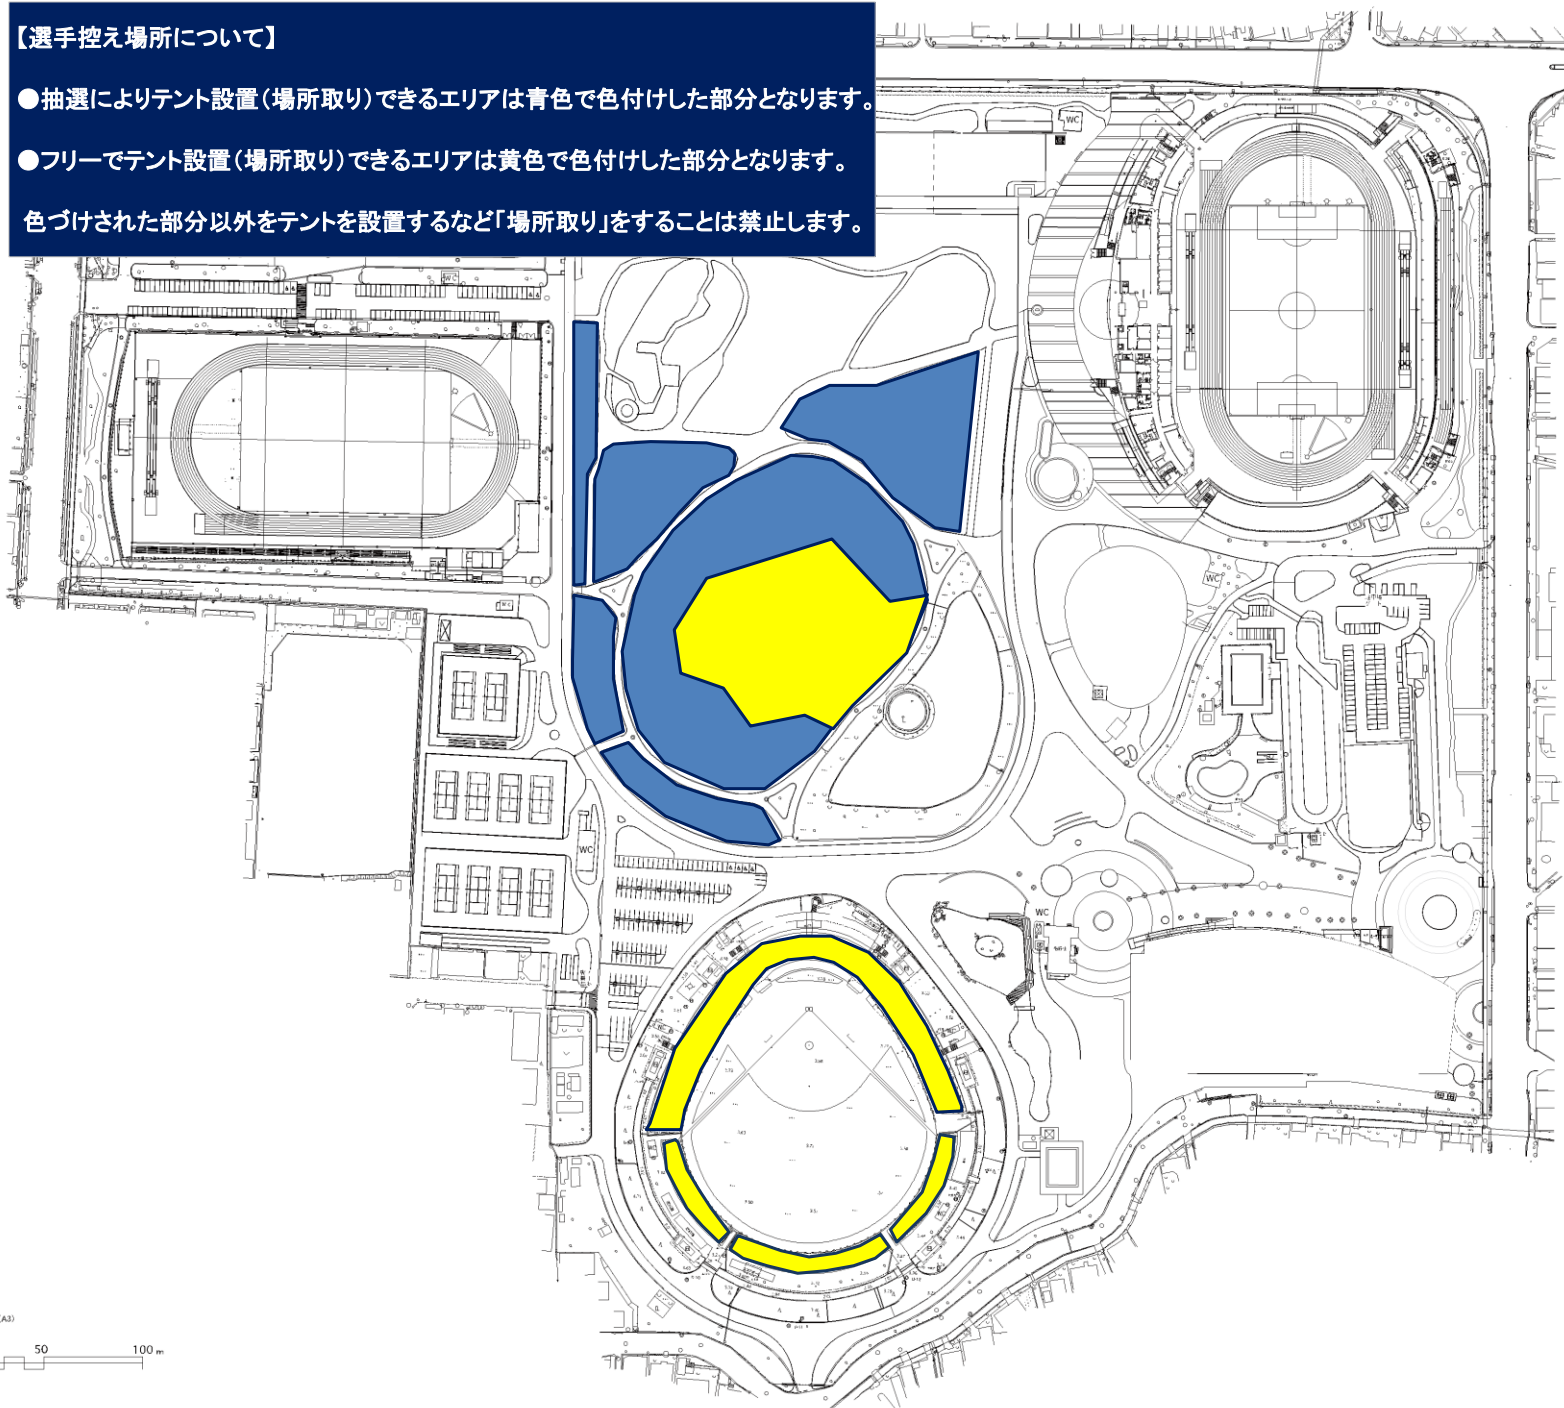 【選手控え場所について】
●抽選によりテント設置(場所取り)できるエリアは青色で色付けした部分となります。
●フリーでテント設置(場所取り)できるエリアは黄色で色付けした部分となります。
色づけされた部分以外をテントを設置するなど「場所取り」をすることは禁止します。
WC
WC
WC
WC
WC
WC
(A3)
50 100 m